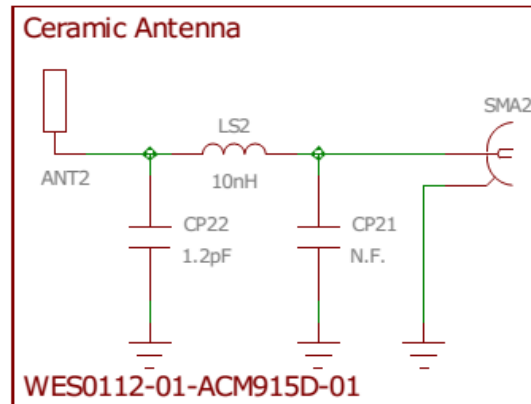 Ceramic Antenna
SMA2
LS2
ANT2
10nH
CP22
CP21
1.2pF
N.F.
WES0112-01-ACM915D-01